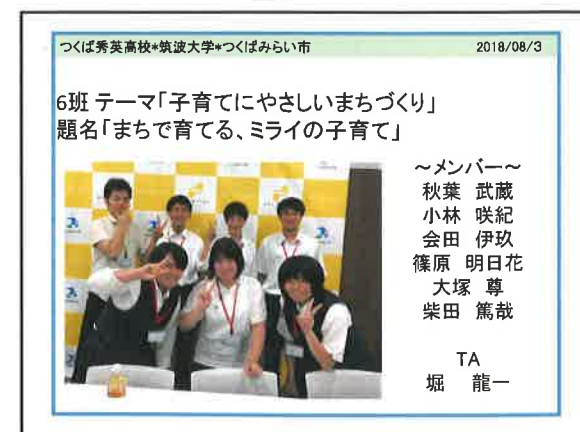 つくば秀英高校*筑波大学*つくばみらい市
2018/08/3
6班 テーマ「子育てにやさしいまちづくり」
題名「まちで育てる、ミライの子育て」
～メンバー～
秋葉 武蔵
小林 咲紀
会田 伊玖
篠原 明日花
大塚 尊
柴田 篤哉
TA
堀 龍一